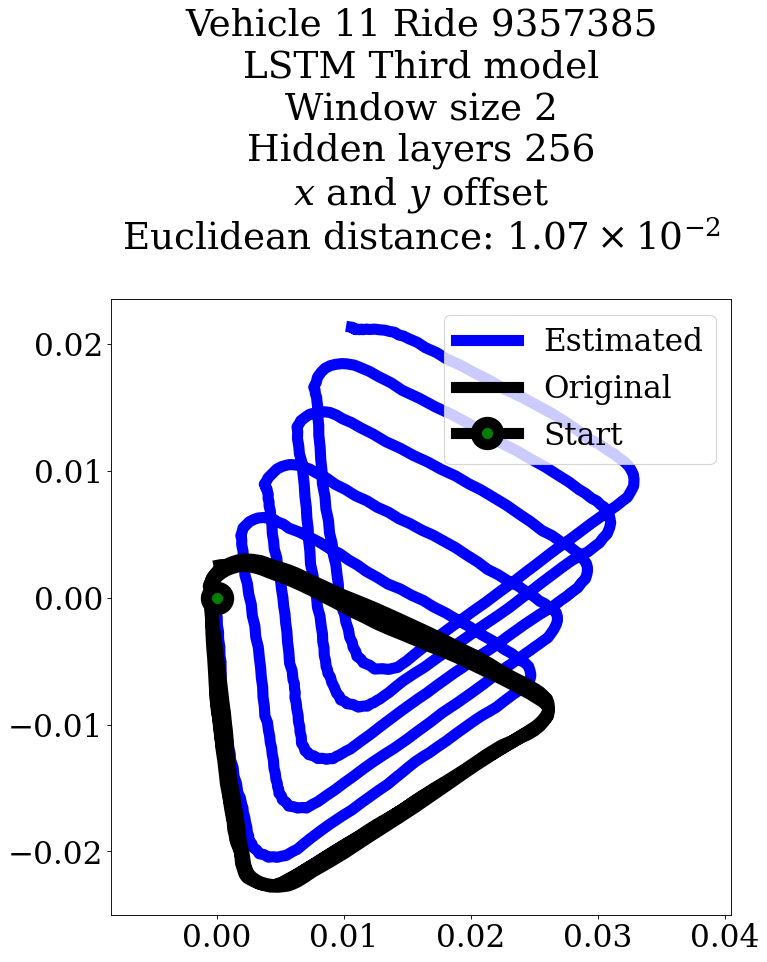 Vehicle 11 Ride 9357385
LSTM Third model
Window size 2
Hidden layers 256
x and y offset
Euclidean distance: 1.07 × 10⁻²
Estimated
Original
Start
0.02
0.01
0.00
−0.01
−0.02
0.00 0.01 0.02 0.03 0.04